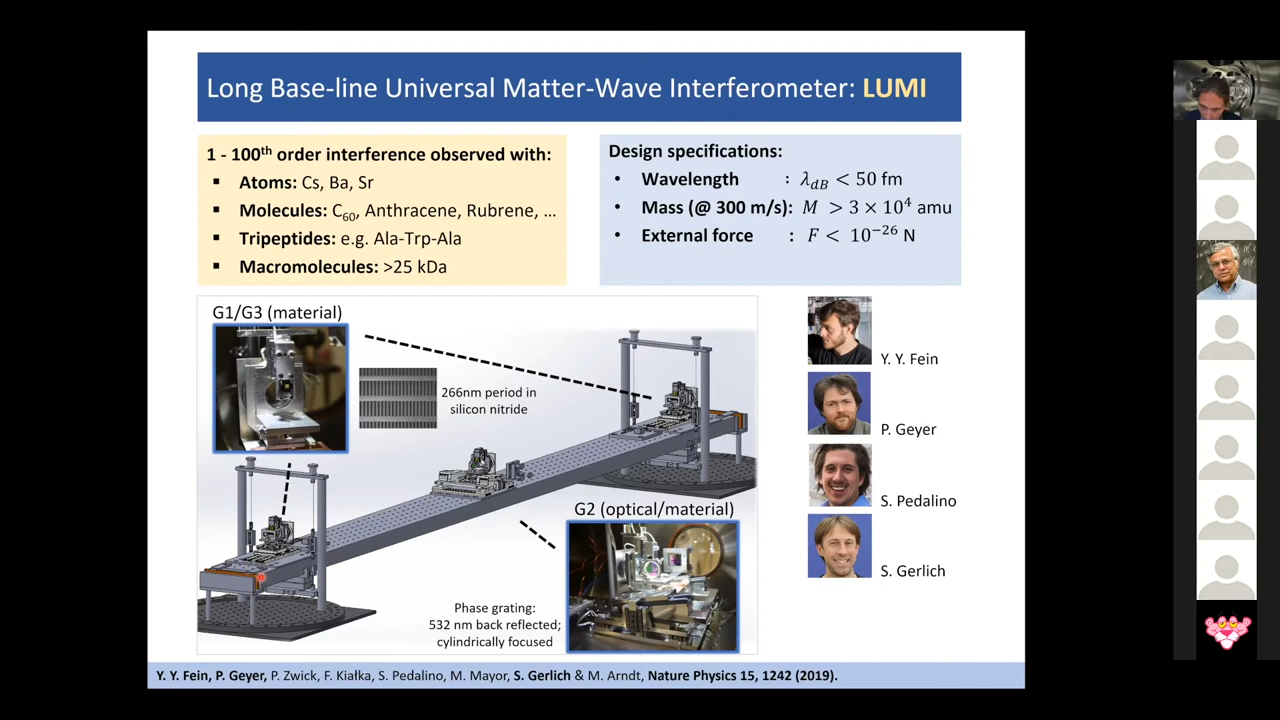 Long Base-line Universal Matter-Wave Interferometer: LUMI
1 - 100th order interference observed with:
▪ Atoms: Cs, Ba, Sr
▪ Molecules: C60, Anthracene, Rubrene, ...
▪ Tripeptides: e.g. Ala-Trp-Ala
▪ Macromolecules: >25 kDa
Design specifications:
• Wavelength : λdB < 50 fm
• Mass (@ 300 m/s): M > 3 × 10⁴ amu
• External force : F < 10⁻²⁶ N
G1/G3 (material)
266nm period in
silicon nitride
G2 (optical/material)
Phase grating:
532 nm back reflected;
cylindrically focused
Y. Y. Fein
P. Geyer
S. Pedalino
S. Gerlich
Y. Y. Fein, P. Geyer, P. Zwick, F. Kiałka, S. Pedalino, M. Mayor, S. Gerlich & M. Arndt, Nature Physics 15, 1242 (2019).